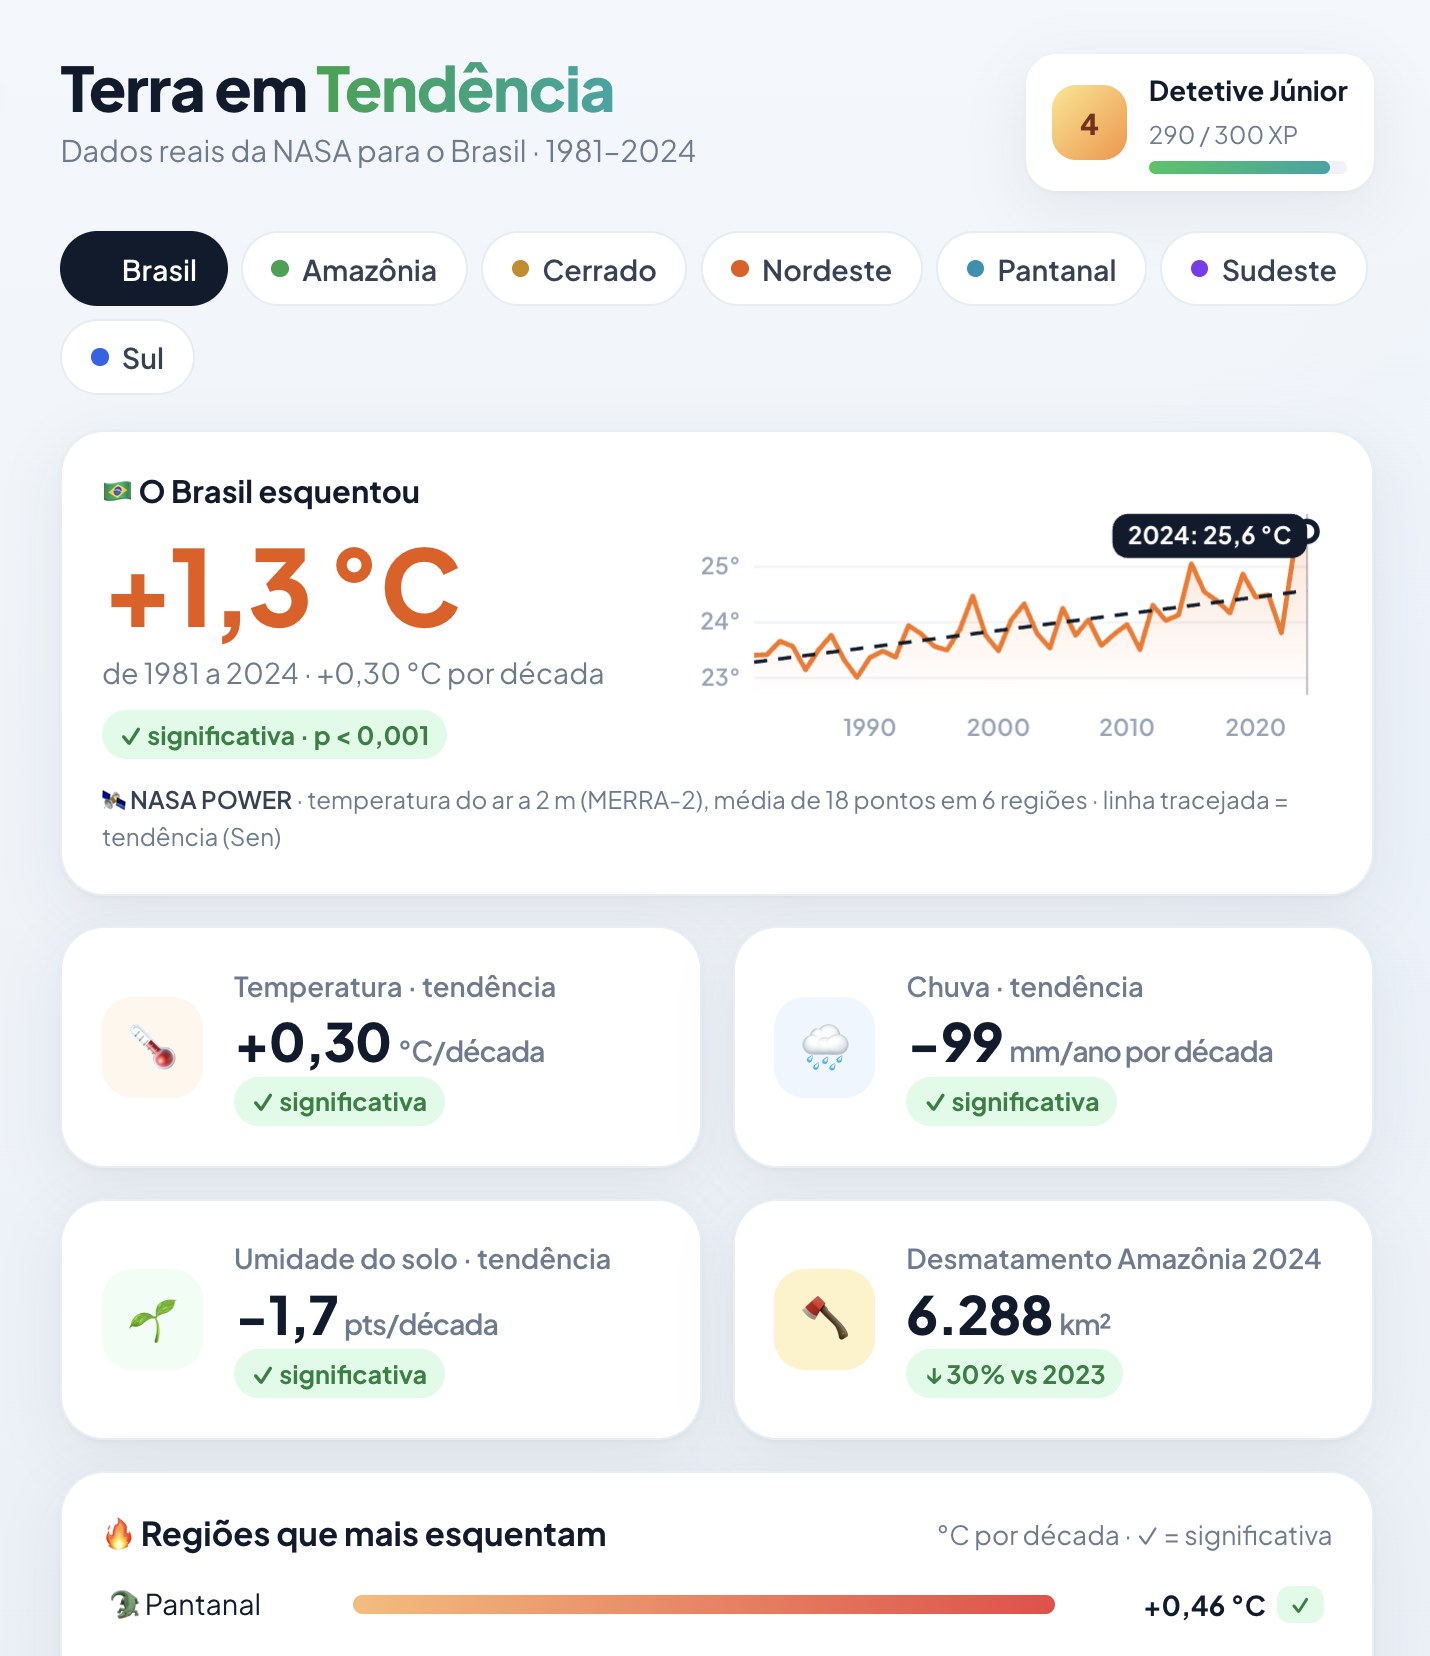 Terra em Tendência
Dados reais da NASA para o Brasil · 1981–2024
4
Detetive Júnior
290 / 300 XP
Brasil
Amazônia
Cerrado
Nordeste
Pantanal
Sudeste
Sul
🇧🇷 O Brasil esquentou
+1,3 °C
de 1981 a 2024 · +0,30 °C por década
✓ significativa · p < 0,001
2024: 25,6 °C
25°
24°
23°
1990 2000 2010 2020
🛰️ NASA POWER · temperatura do ar a 2 m (MERRA-2), média de 18 pontos em 6 regiões · linha tracejada =
tendência (Sen)
Temperatura · tendência
+0,30 °C/década
✓ significativa
Chuva · tendência
−99 mm/ano por década
✓ significativa
Umidade do solo · tendência
−1,7 pts/década
✓ significativa
Desmatamento Amazônia 2024
6.288 km²
↓ 30% vs 2023
🔥 Regiões que mais esquentam
°C por década · ✓ = significativa
🐊 Pantanal
+0,46 °C ✓